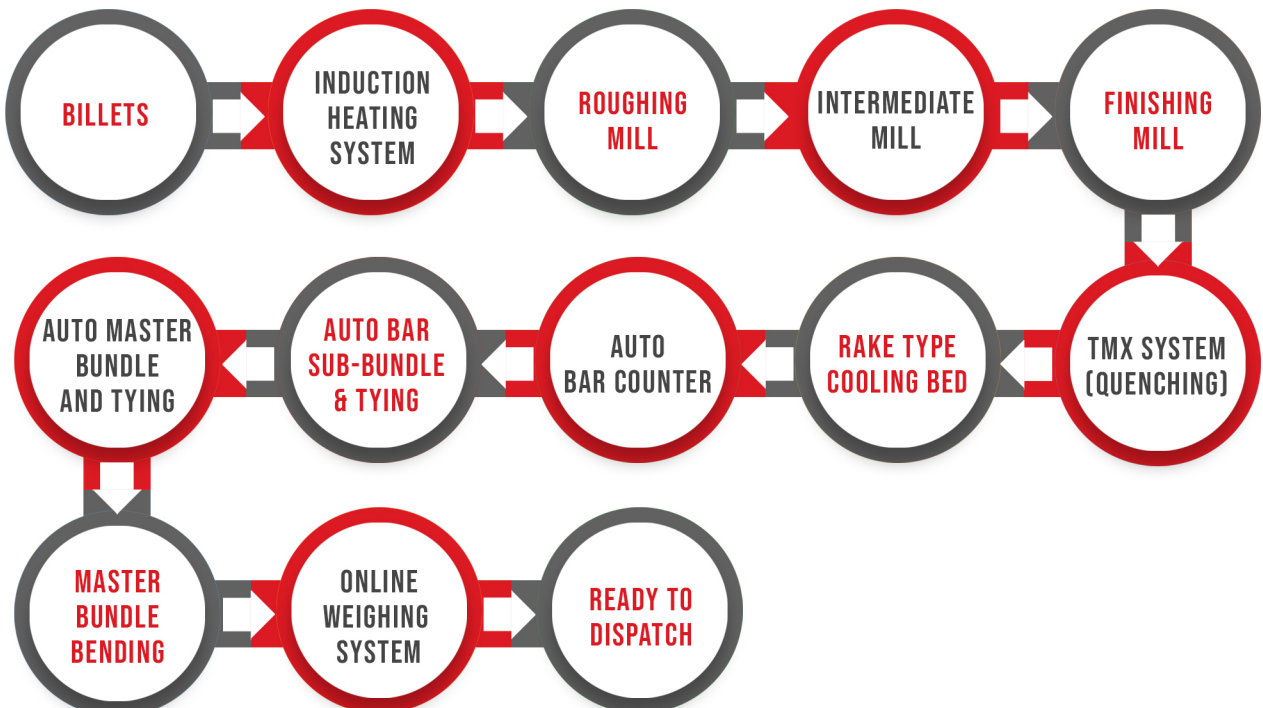 BILLETS
INDUCTION
HEATING
SYSTEM
ROUGHING
MILL
INTERMEDIATE
MILL
FINISHING
MILL
TMX SYSTEM
(QUENCHING)
RAKE TYPE
COOLING BED
AUTO
BAR COUNTER
AUTO BAR
SUB-BUNDLE
& TYING
AUTO MASTER
BUNDLE
AND TYING
MASTER
BUNDLE
BENDING
ONLINE
WEIGHING
SYSTEM
READY TO
DISPATCH